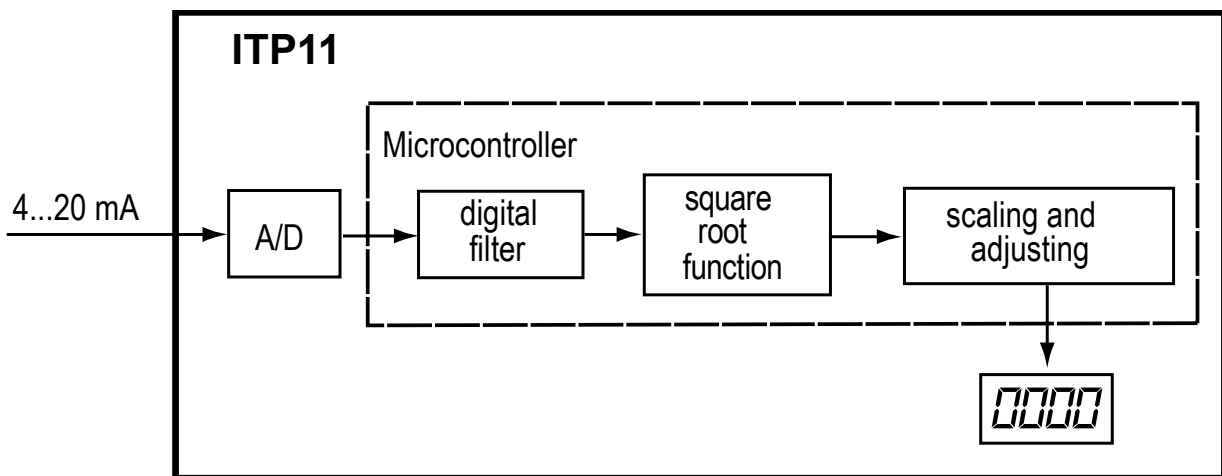 ITP11
Microcontroller
4...20 mA
A/D
digital
filter
square
root
function
scaling and
adjusting
0000